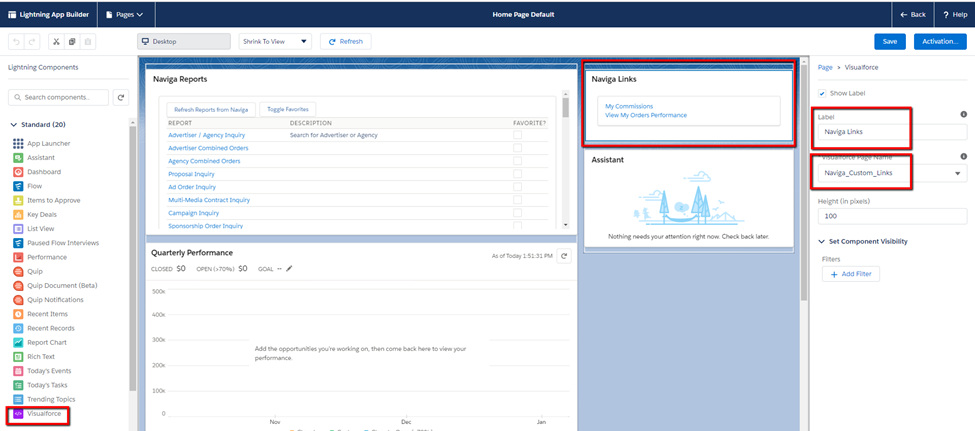 Lightning App Builder
Pages
Home Page Default
Back
? Help
Desktop
Shrink To View
Refresh
Save
Activation...
Lightning Components
Search components...
Standard (20)
App Launcher
Assistant
Dashboard
Flow
Items to Approve
Key Deals
List View
Paused Flow Interviews
Performance
Quip
Quip Document (Beta)
Quip Notifications
Recent Items
Recent Records
Report Chart
Rich Text
Today's Events
Today's Tasks
Trending Topics
Visualforce
Naviga Reports
Refresh Reports from Naviga
Toggle Favorites
REPORT DESCRIPTION FAVORITE?
Advertiser / Agency Inquiry Search for Advertiser or Agency
Advertiser Combined Orders
Agency Combined Orders
Proposal Inquiry
Ad Order Inquiry
Multi-Media Contract Inquiry
Campaign Inquiry
Sponsorship Order Inquiry
Quarterly Performance
As of Today 1:51:31 PM
CLOSED $0 OPEN (>70%) $0 GOAL --
500k
400k
300k
200k
100k
0
Add the opportunities you're working on, then come back here to view your
performance.
Nov Dec Jan
Naviga Links
My Commissions
View My Orders Performance
Assistant
Nothing needs your attention right now. Check back later.
Page > Visualforce
Show Label
Label
Naviga Links
Visualforce Page Name
Naviga_Custom_Links
Height (in pixels)
100
Set Component Visibility
Filters
+ Add Filter